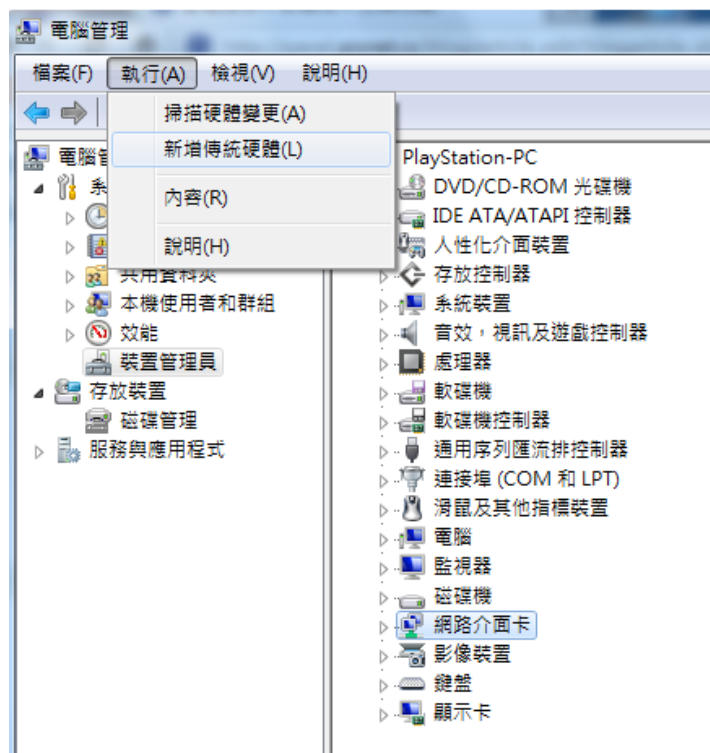 電腦管理
檔案(F) 執行(A) 檢視(V) 說明(H)
掃描硬體變更(A)
新增傳統硬體(L)
內容(R)
說明(H)
電腦
系
共用資料夾
本機使用者和群組
效能
裝置管理員
存放裝置
磁碟管理
服務與應用程式
PlayStation-PC
DVD/CD-ROM 光碟機
IDE ATA/ATAPI 控制器
人性化介面裝置
存放控制器
系統裝置
音效，視訊及遊戲控制器
處理器
軟碟機
軟碟機控制器
通用序列匯流排控制器
連接埠 (COM 和 LPT)
滑鼠及其他指標裝置
電腦
監視器
磁碟機
網路介面卡
影像裝置
鍵盤
顯示卡